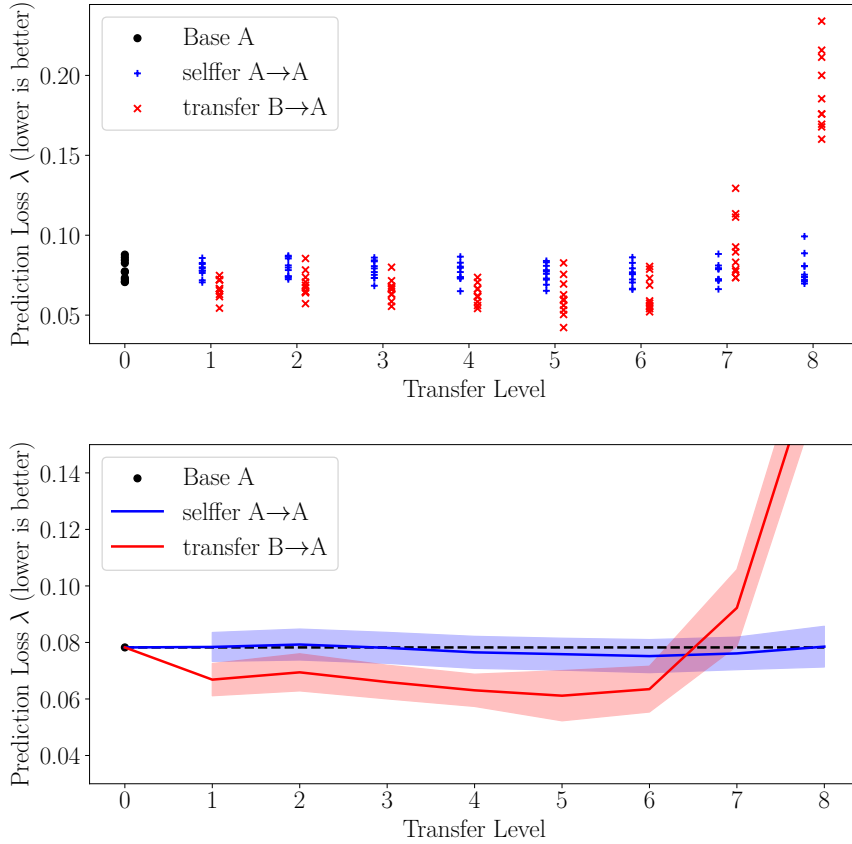 Prediction Loss λ (lower is better)
0.20
0.15
0.10
0.05
Base A
selffer A→A
transfer B→A
0 1 2 3 4 5 6 7 8
Transfer Level
Prediction Loss λ (lower is better)
0.14
0.12
0.10
0.08
0.06
0.04
Base A
selffer A→A
transfer B→A
0 1 2 3 4 5 6 7 8
Transfer Level